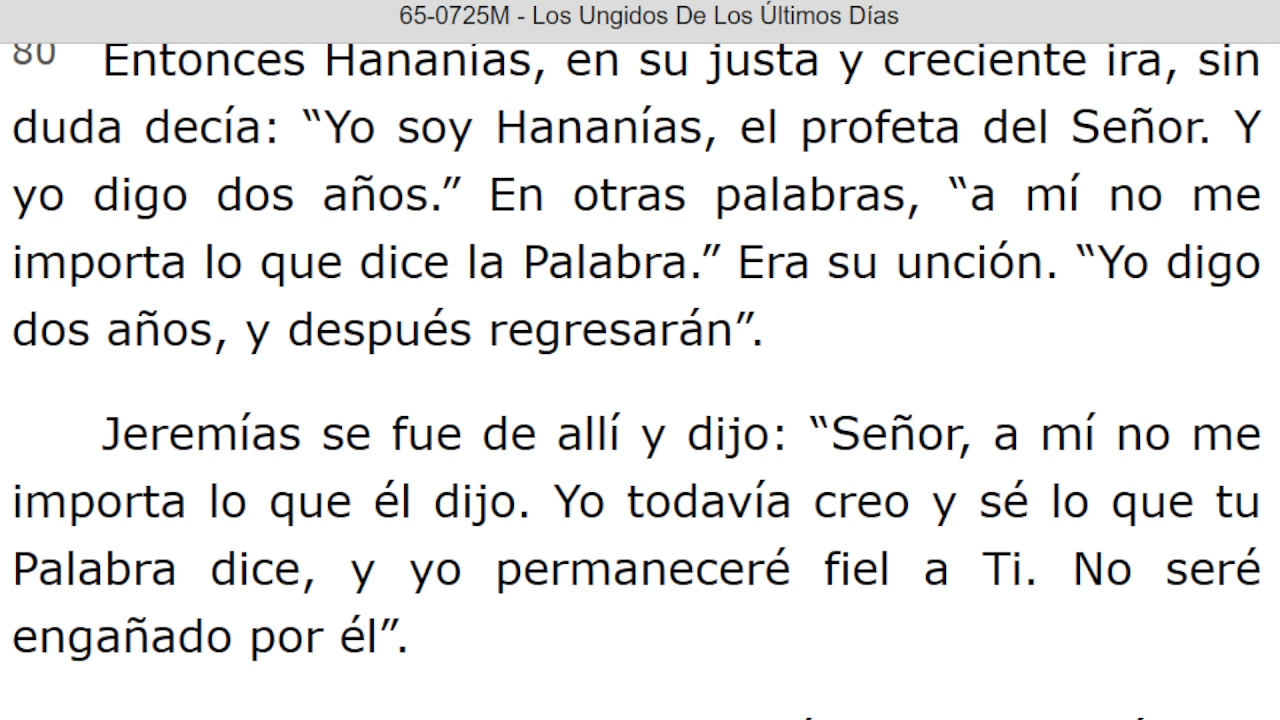 65-0725M - Los Ungidos De Los Últimos Días
80 Entonces Hananías, en su justa y creciente ira, sin
duda decía: “Yo soy Hananías, el profeta del Señor. Y
yo digo dos años.” En otras palabras, “a mí no me
importa lo que dice la Palabra.” Era su unción. “Yo digo
dos años, y después regresarán”.
Jeremías se fue de allí y dijo: “Señor, a mí no me
importa lo que él dijo. Yo todavía creo y sé lo que tu
Palabra dice, y yo permaneceré fiel a Ti. No seré
engañado por él”.